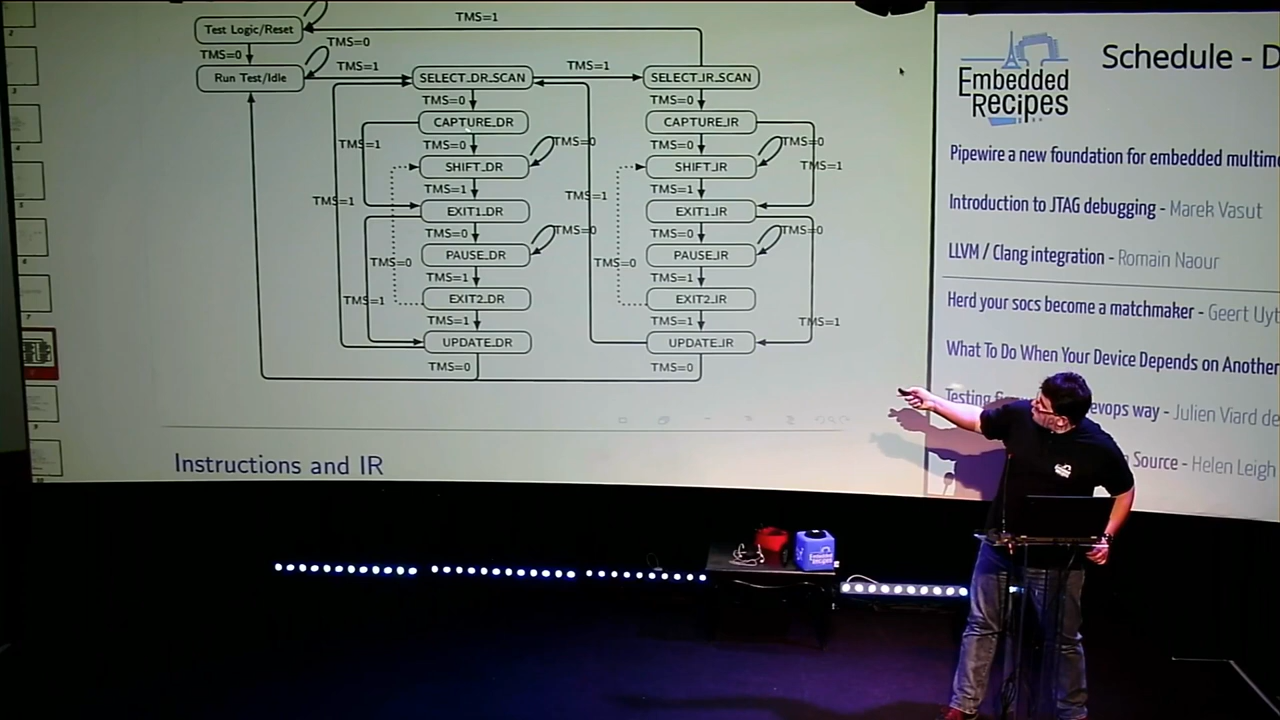 TMS=1
Test Logic/Reset
TMS=0
TMS=0
Run Test/Idle
TMS=1
SELECT_DR_SCAN
TMS=1
SELECT_IR_SCAN
TMS=0
TMS=0
CAPTURE_DR
CAPTURE_IR
TMS=1
TMS=0
TMS=0
TMS=0
TMS=0
SHIFT_DR
SHIFT_IR
TMS=1
TMS=1
TMS=1
TMS=1
TMS=1
EXIT1_DR
EXIT1_IR
TMS=0
TMS=0
TMS=0
TMS=0
PAUSE_DR
PAUSE_IR
TMS=0
TMS=0
TMS=1
TMS=1
TMS=1
EXIT2_DR
EXIT2_IR
TMS=1
TMS=1
TMS=1
UPDATE_DR
UPDATE_IR
TMS=0
TMS=0
Instructions and IR
Embedded
Recipes
Schedule - D
Pipewire a new foundation for embedded multime
Introduction to JTAG debugging - Marek Vasut
LLVM / Clang integration - Romain Naour
Herd your socs become a matchmaker - Geert Uyt
What To Do When Your Device Depends on Another
Testing evops way - Julien Viard de
Source - Helen Leigh
Embedded
Recipes